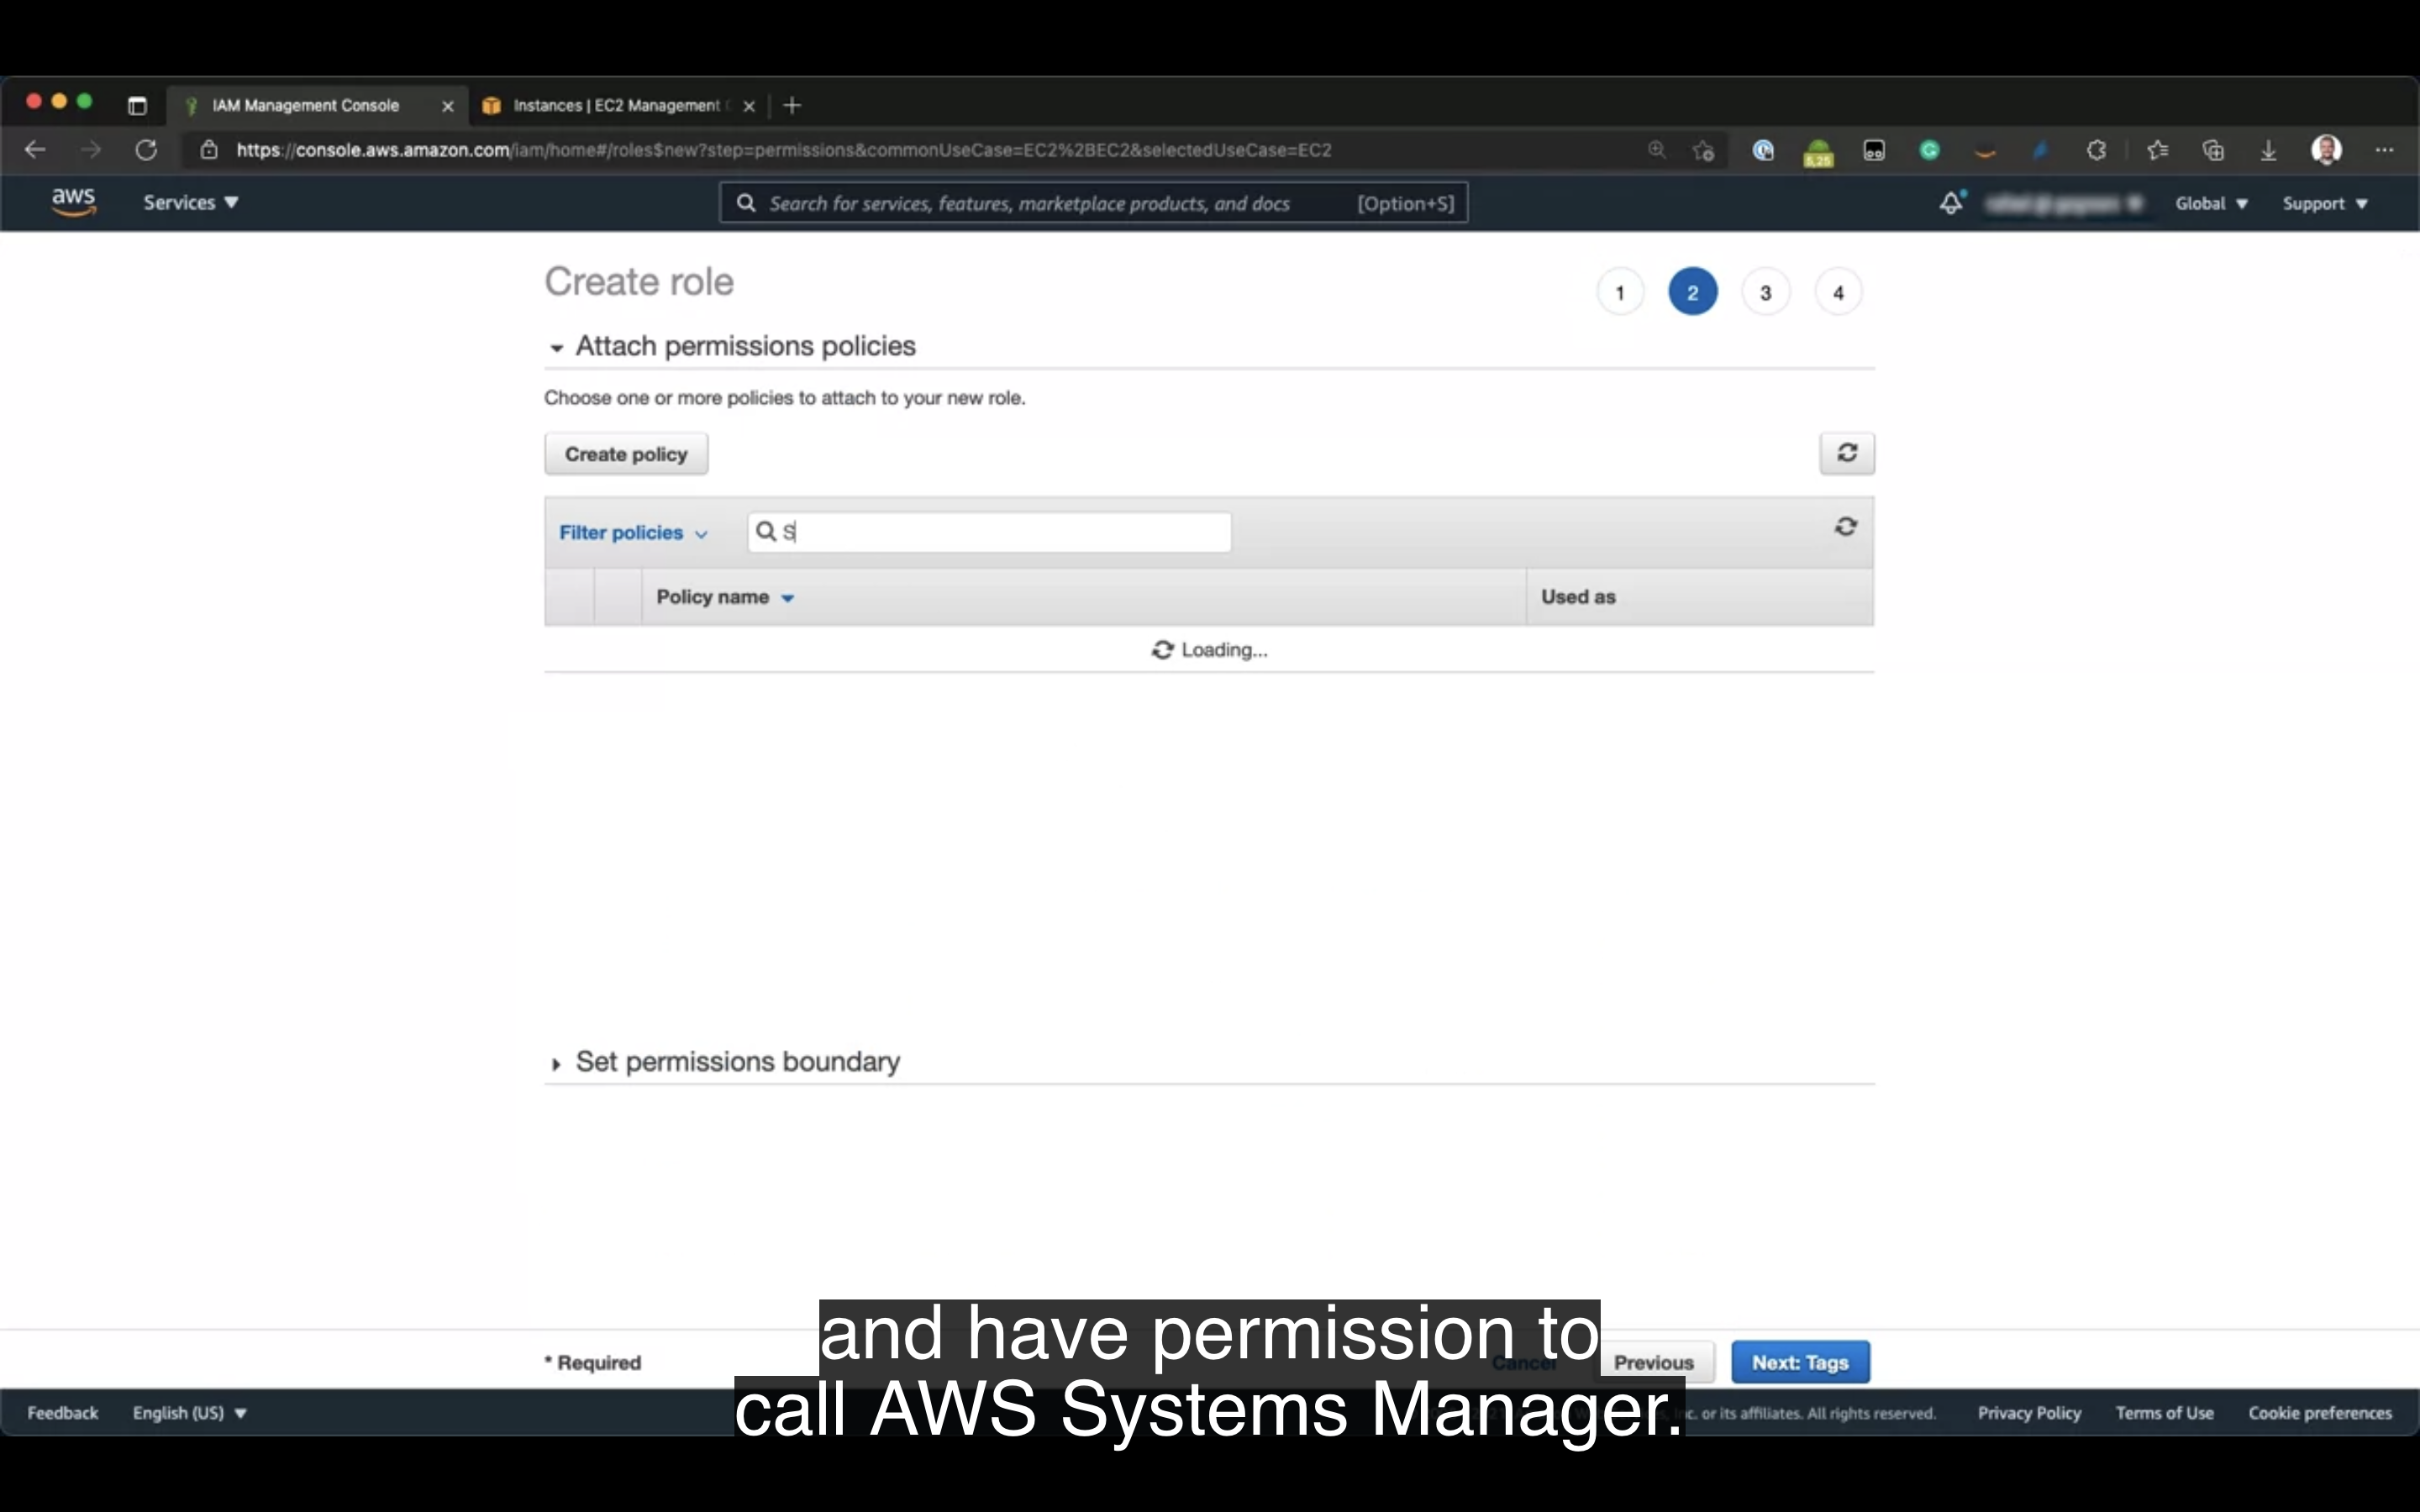 IAM Management Console
Instances | EC2 Management
https://console.aws.amazon.com/iam/home#/roles$new?step=permissions&commonUseCase=EC2%2BEC2&selectedUseCase=EC2
5,25
aws
Services
Search for services, features, marketplace products, and docs [Option+S]
Global
Support
Create role
1 2 3 4
Attach permissions policies
Choose one or more policies to attach to your new role.
Create policy
Filter policies
S
Policy name
Used as
Loading...
Set permissions boundary
* Required
Cancel
Previous
Next: Tags
and have permission to
call AWS Systems Manager.
Feedback
English (US)
or its affiliates. All rights reserved.
Privacy Policy
Terms of Use
Cookie preferences